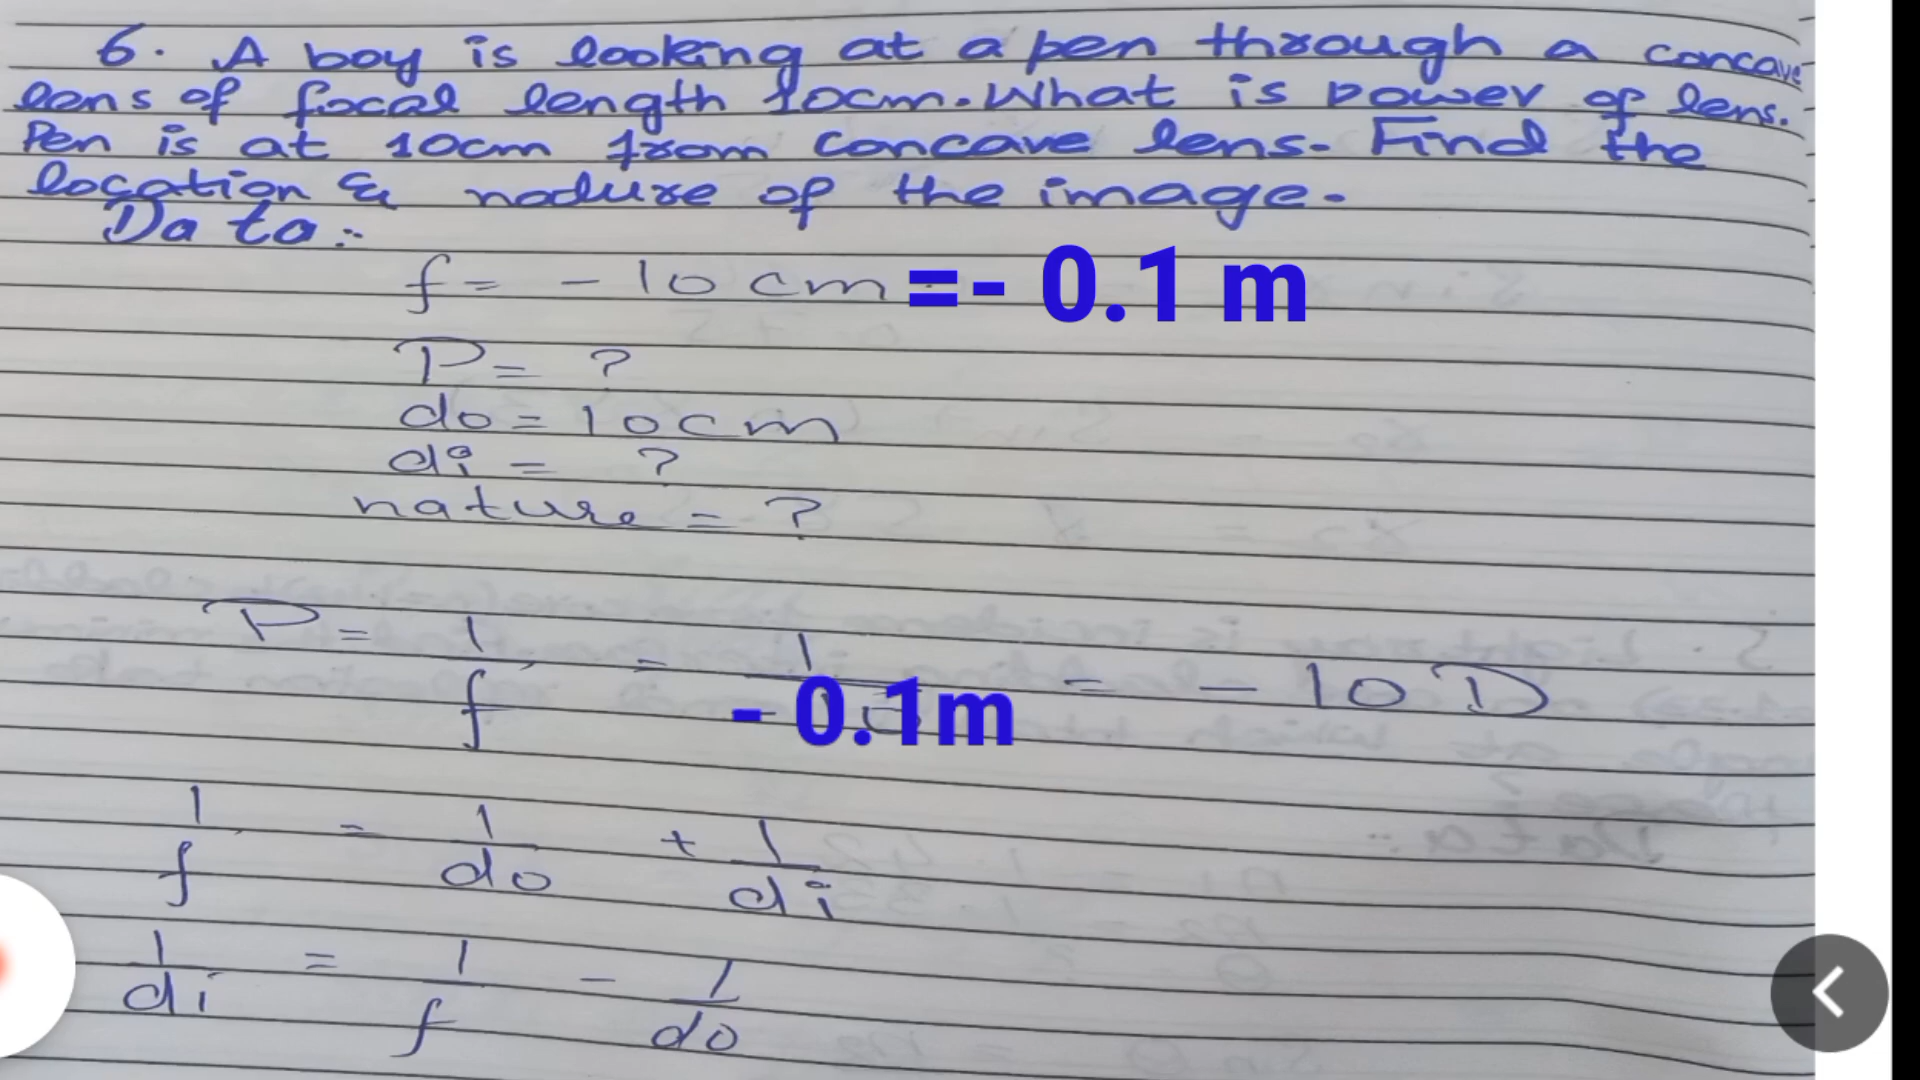 6. A boy is looking at a pen through a concave
lens of focal length 10cm. What is power of lens.
Pen is at 10cm from concave lens. Find the
location & nature of the image.
Data:-
f = - 10 cm = - 0.1 m
P = ?
do = 10cm
di = ?
nature = ?
P = 1/f = 1/- 0.1m = - 10 D
1/f = 1/do + 1/di
1/di = 1/f - 1/do